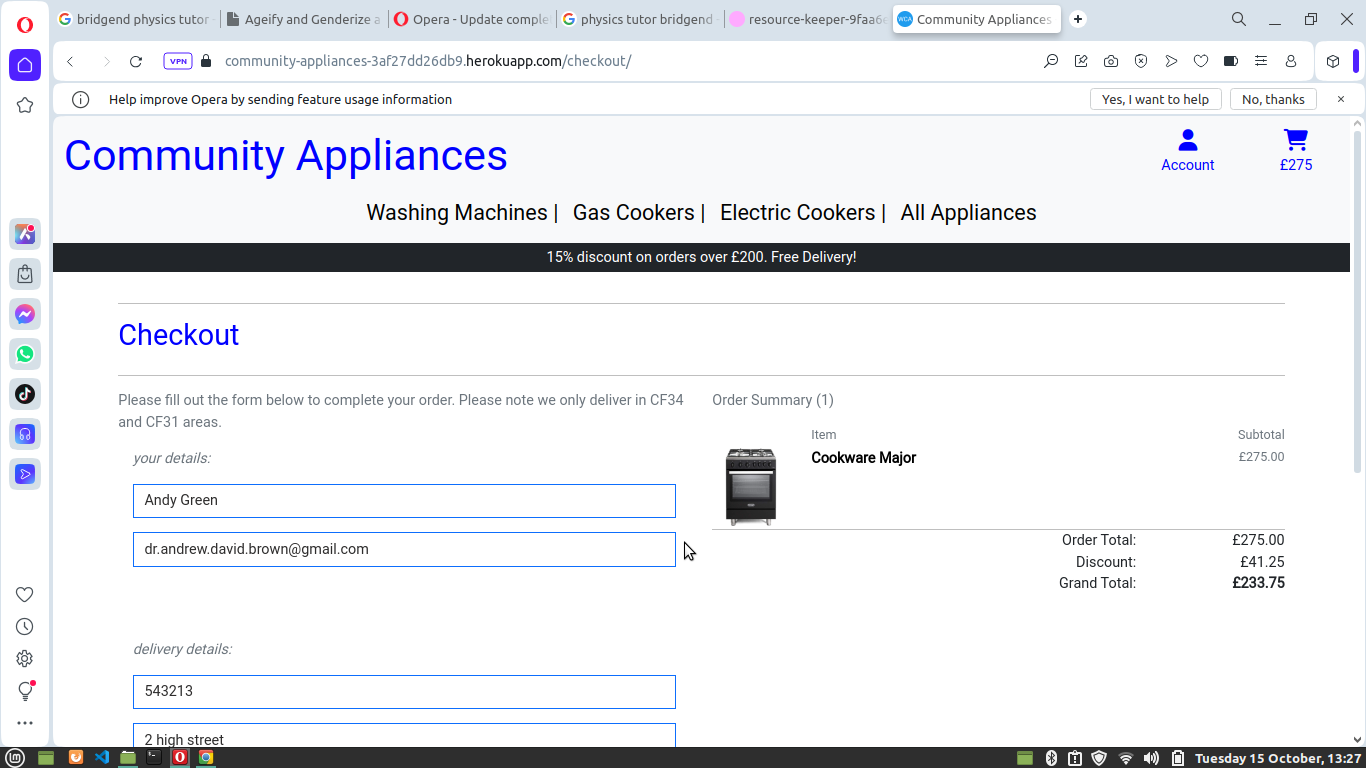 bridgend physics tutor -
Ageify and Genderize a
Opera - Update comple
physics tutor bridgend -
resource-keeper-9faa6e
WCA
Community Appliances
VPN
community-appliances-3af27dd26db9.herokuapp.com/checkout/
Help improve Opera by sending feature usage information
Yes, I want to help
No, thanks
Community Appliances
Account
£275
Washing Machines |
Gas Cookers |
Electric Cookers |
All Appliances
15% discount on orders over £200. Free Delivery!
Checkout
Please fill out the form below to complete your order. Please note we only deliver in CF34
and CF31 areas.
your details:
Andy Green
dr.andrew.david.brown@gmail.com
delivery details:
543213
2 high street
Order Summary (1)
Item
Subtotal
Cookware Major
£275.00
Order Total:
£275.00
Discount:
£41.25
Grand Total:
£233.75
Tuesday 15 October, 13:27